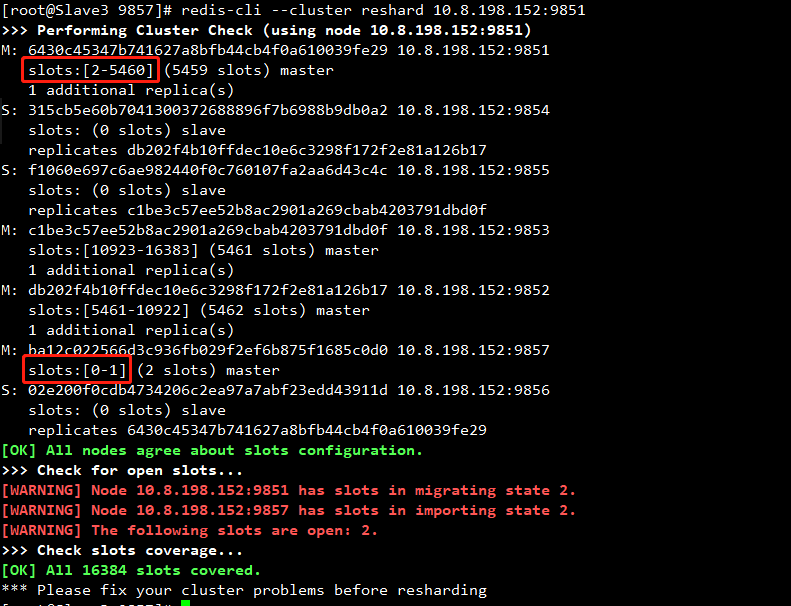 [root@Slave3 9857]# redis-cli --cluster reshard 10.8.198.152:9851
>>> Performing Cluster Check (using node 10.8.198.152:9851)
M: 6430c45347b741627a8bfb44cb4f0a610039fe29 10.8.198.152:9851
slots:[2-5460] (5459 slots) master
1 additional replica(s)
S: 315cb5e60b7041300372688896f7b6988b9db0a2 10.8.198.152:9854
slots: (0 slots) slave
replicates db202f4b10ffdec10e6c3298f172f2e81a126b17
S: f1060e697c6ae982440f0c760107fa2aa6d43c4c 10.8.198.152:9855
slots: (0 slots) slave
replicates c1be3c57ee52b8ac2901a269cbab4203791dbd0f
M: c1be3c57ee52b8ac2901a269cbab4203791dbd0f 10.8.198.152:9853
slots:[10923-16383] (5461 slots) master
1 additional replica(s)
M: db202f4b10ffdec10e6c3298f172f2e81a126b17 10.8.198.152:9852
slots:[5461-10922] (5462 slots) master
1 additional replica(s)
M: ba12c022566d3c936fb029f2ef6b875f1685c0d0 10.8.198.152:9857
slots:[0-1] (2 slots) master
S: 02e200f0cdb4734206c2ea97a7abf23edd43911d 10.8.198.152:9856
slots: (0 slots) slave
replicates 6430c45347b741627a8bfb44cb4f0a610039fe29
[OK] All nodes agree about slots configuration.
>>> Check for open slots...
[WARNING] Node 10.8.198.152:9851 has slots in migrating state 2.
[WARNING] Node 10.8.198.152:9857 has slots in importing state 2.
[WARNING] The following slots are open: 2.
>>> Check slots coverage...
[OK] All 16384 slots covered.
*** Please fix your cluster problems before resharding